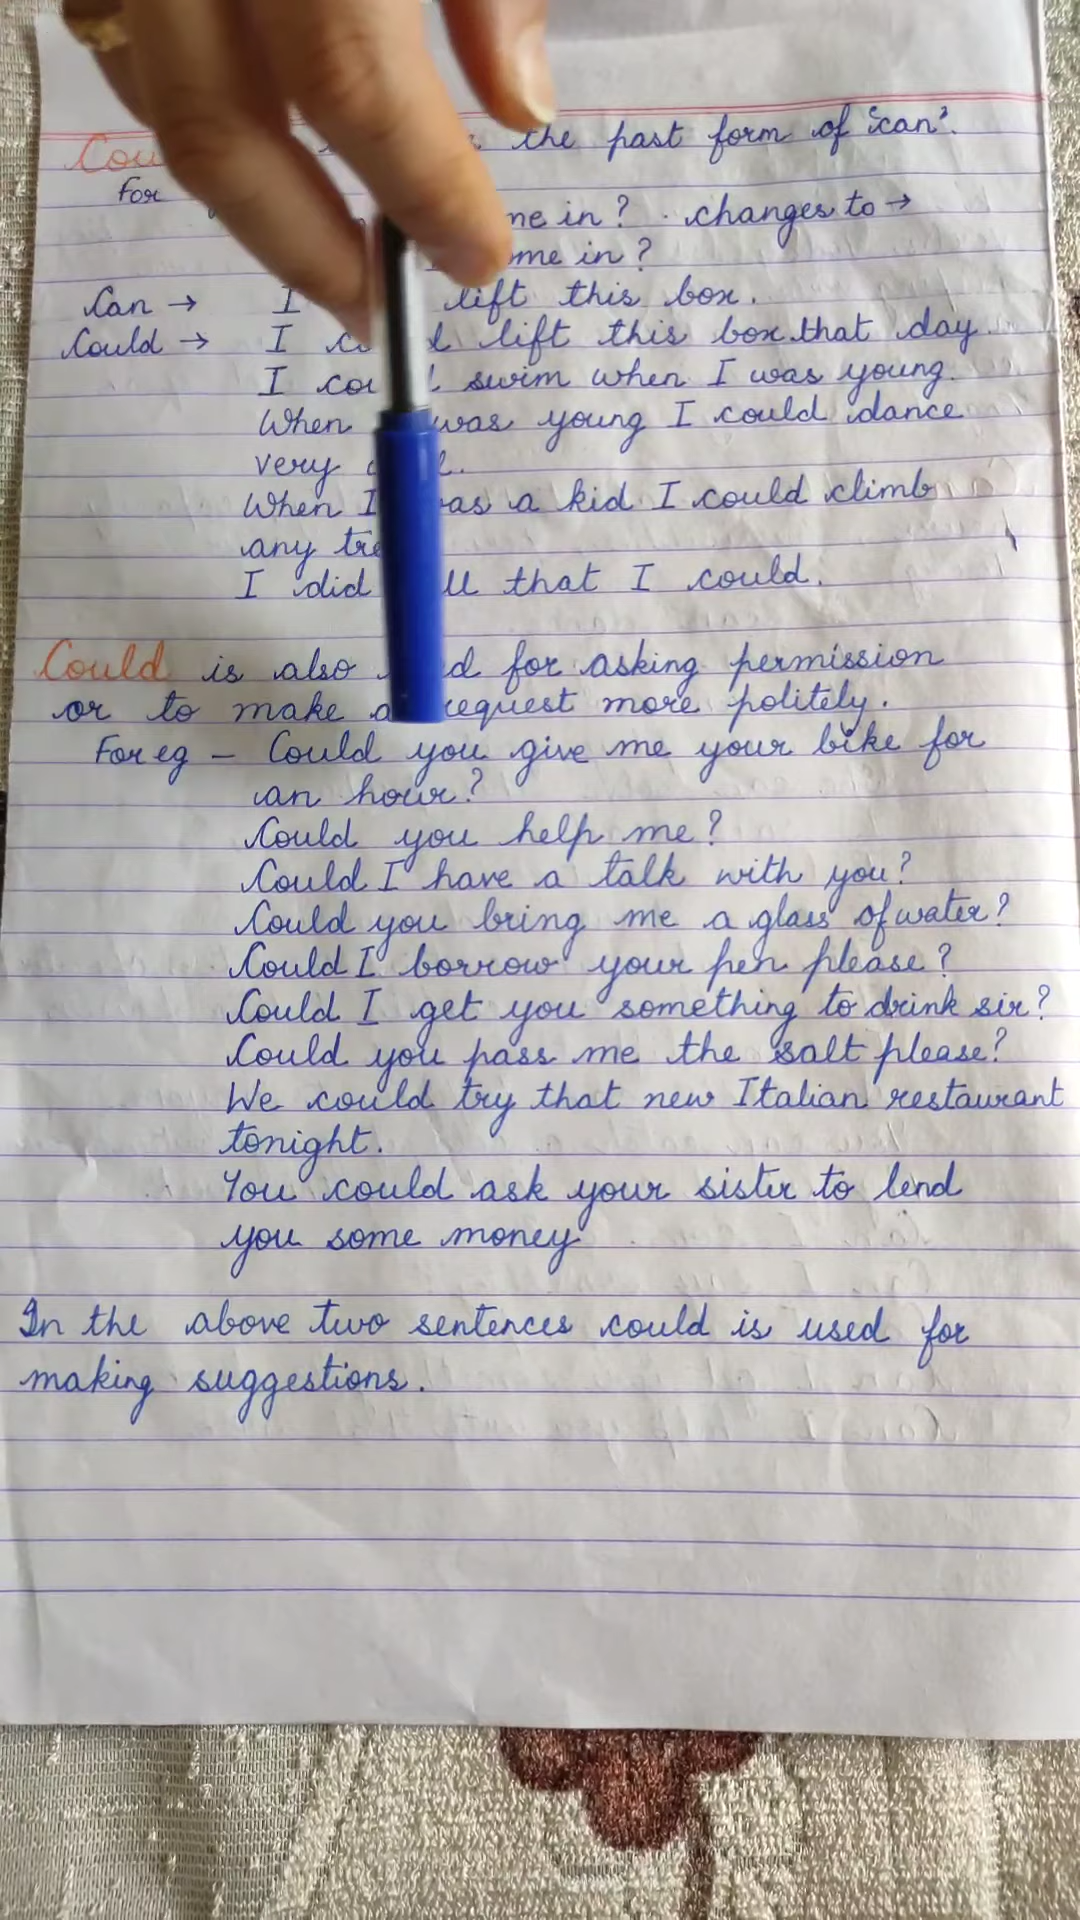 the past form of 'can'.
For
in? changes to →
in?
Can → I lift this box.
Could → I lift this box that day
I swim when I was young.
When was young I could dance
very
When I a kid I could climb
any
I did that I could.
Could is also for asking permission
or to make a request more politely.
For eg – Could you give me your bike for
an hour?
Could you help me?
Could I have a talk with you?
Could you bring me a glass of water?
Could I borrow your pen please?
Could I get you something to drink sir?
Could you pass me the salt please?
We could try that new Italian restaurant
tonight.
You could ask your sister to lend
you some money
In the above two sentences could is used for
making suggestions.